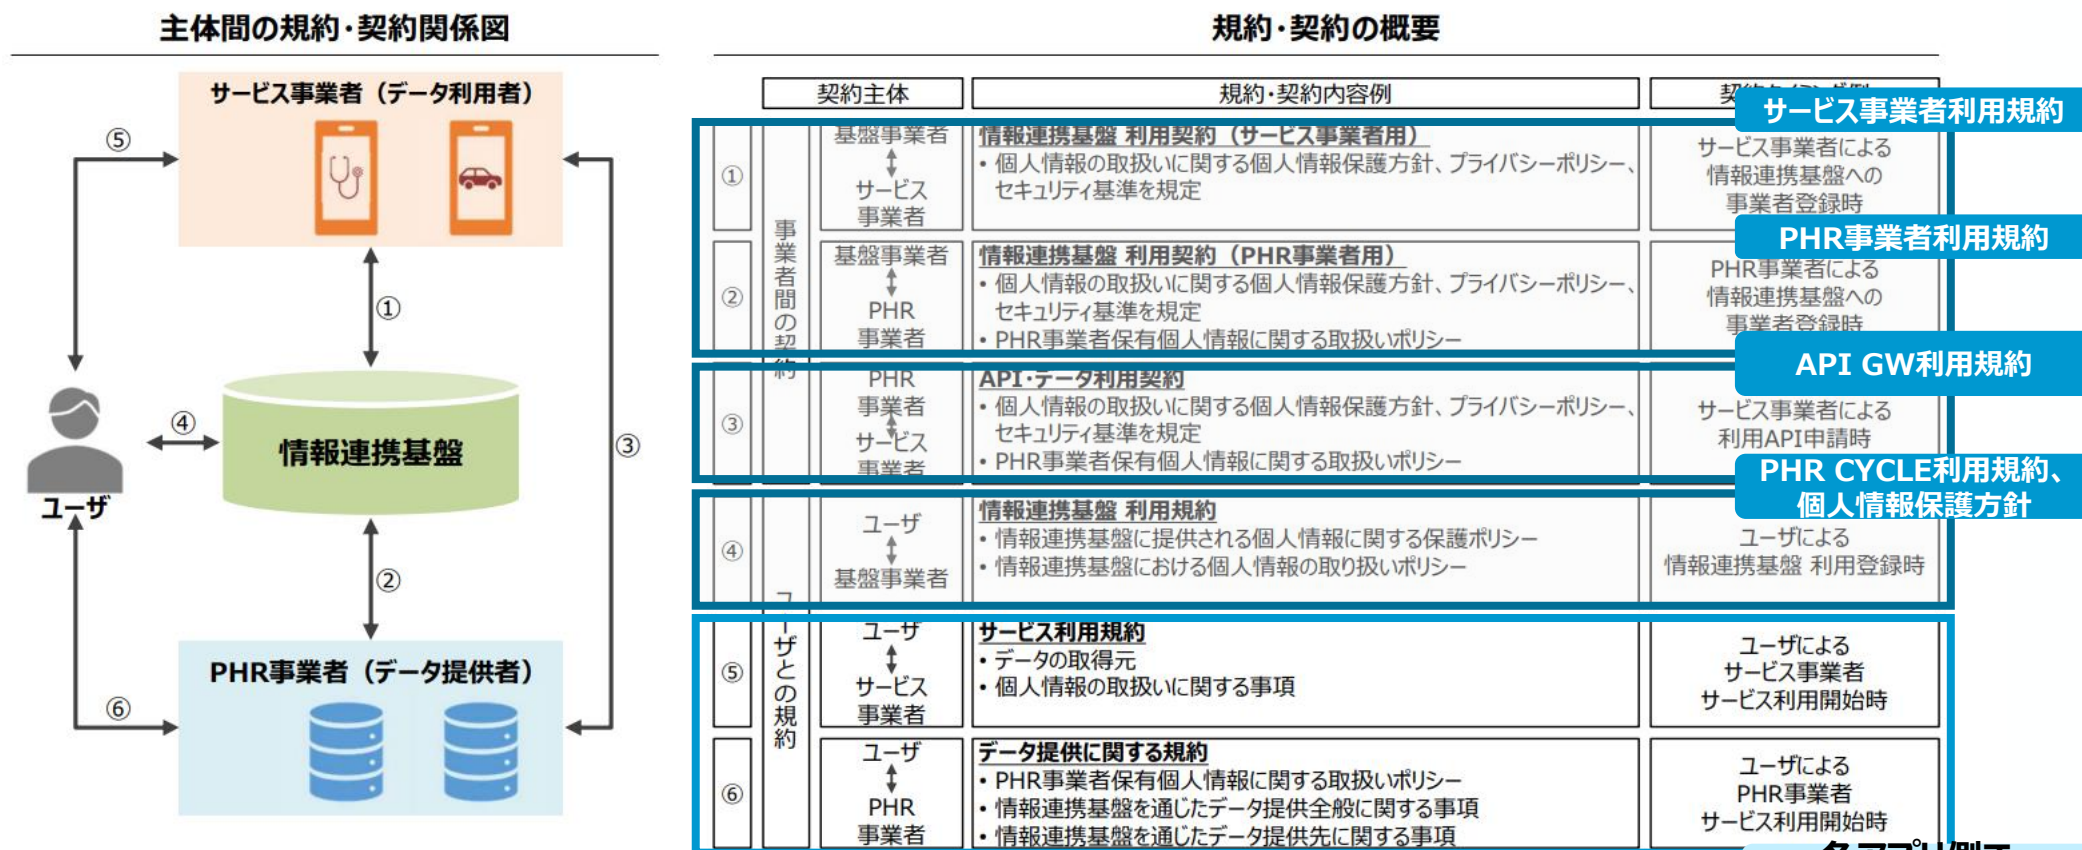 主体間の規約･契約関係図
サービス事業者（データ利用者）
⑤
①
④
情報連携基盤
③
ユーザ
②
⑥
PHR事業者（データ提供者）
規約･契約の概要
契約主体
規約･契約内容例
サービス事業者利用規約
事業者間の契約
①
基盤事業者
サービス
事業者
情報連携基盤 利用契約（サービス事業者用）
• 個人情報の取扱いに関する個人情報保護方針、プライバシーポリシー、
セキュリティ基準を規定
サービス事業者による
情報連携基盤への
事業者登録時
PHR事業者利用規約
②
基盤事業者
PHR
事業者
情報連携基盤 利用契約（PHR事業者用）
• 個人情報の取扱いに関する個人情報保護方針、プライバシーポリシー、
セキュリティ基準を規定
• PHR事業者保有個人情報に関する取扱いポリシー
PHR事業者による
情報連携基盤への
事業者登録時
API GW利用規約
③
PHR
事業者
サービス
事業者
API･データ利用契約
• 個人情報の取扱いに関する個人情報保護方針、プライバシーポリシー、
セキュリティ基準を規定
• PHR事業者保有個人情報に関する取扱いポリシー
サービス事業者による
利用API申請時
PHR CYCLE利用規約、
個人情報保護方針
ユーザとの規約
④
ユーザ
基盤事業者
情報連携基盤 利用規約
• 情報連携基盤に提供される個人情報に関する保護ポリシー
• 情報連携基盤における個人情報の取り扱いポリシー
ユーザによる
情報連携基盤 利用登録時
⑤
ユーザ
サービス
事業者
サービス利用規約
• データの取得元
• 個人情報の取扱いに関する事項
ユーザによる
サービス事業者
サービス利用開始時
⑥
ユーザ
PHR
事業者
データ提供に関する規約
• PHR事業者保有個人情報に関する取扱いポリシー
• 情報連携基盤を通じたデータ提供全般に関する事項
• 情報連携基盤を通じたデータ提供先に関する事項
ユーザによる
PHR事業者
サービス利用開始時
各アプリ側で